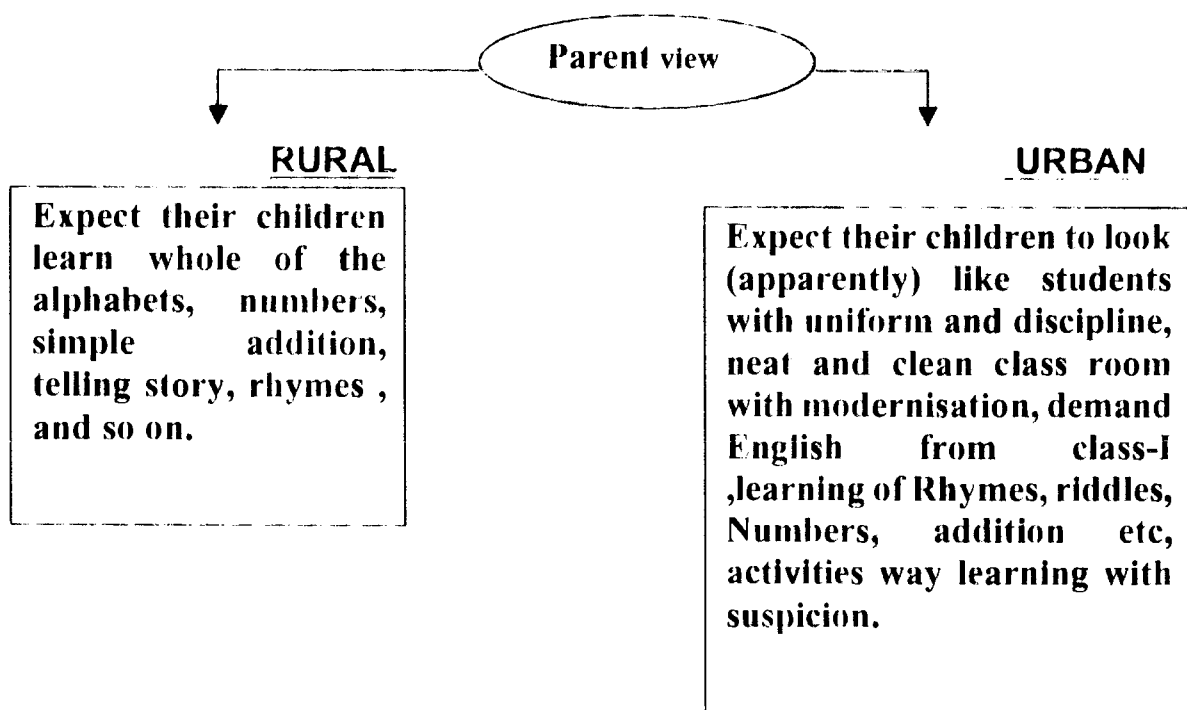 Parent view
RURAL
Expect their children
learn whole of the
alphabets, numbers,
simple addition,
telling story, rhymes ,
and so on.
URBAN
Expect their children to look
(apparently) like students
with uniform and discipline,
neat and clean class room
with modernisation, demand
English from class-I
,learning of Rhymes, riddles,
Numbers, addition etc,
activities way learning with
suspicion.